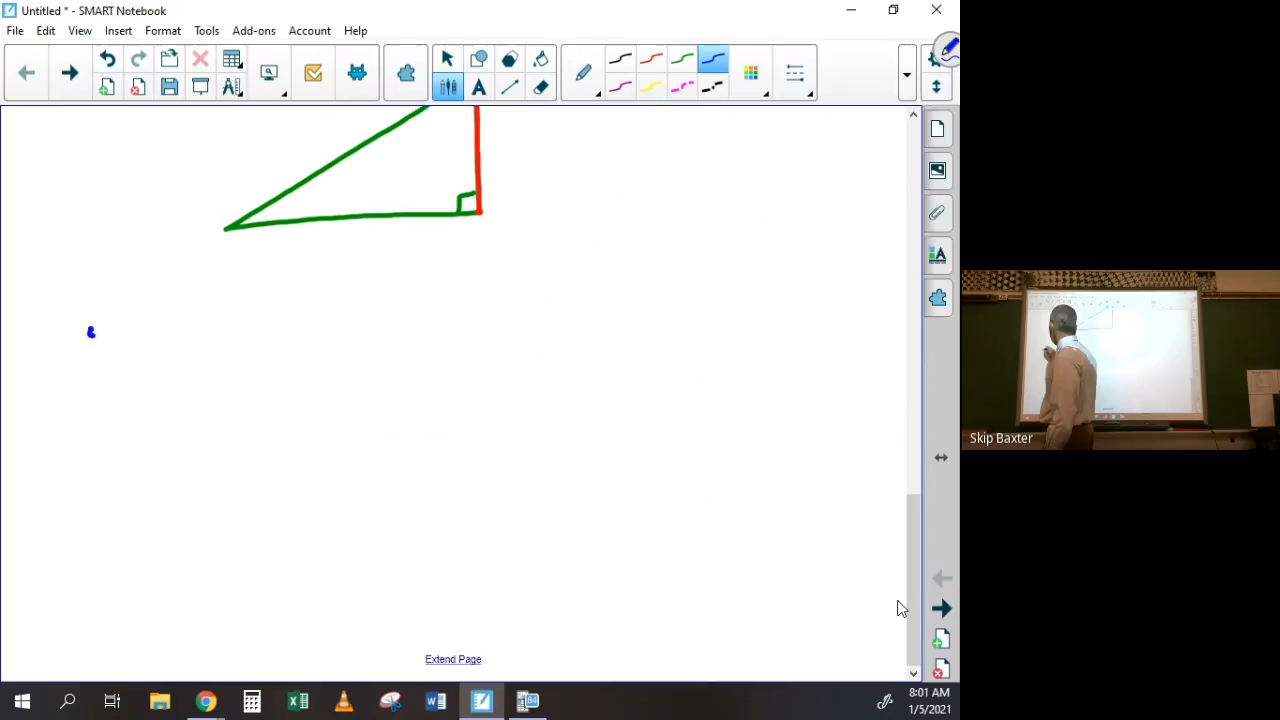 Untitled * - SMART Notebook
File Edit View Insert Format Tools Add-ons Account Help
Skip Baxter
Extend Page
8:01 AM
1/5/2021